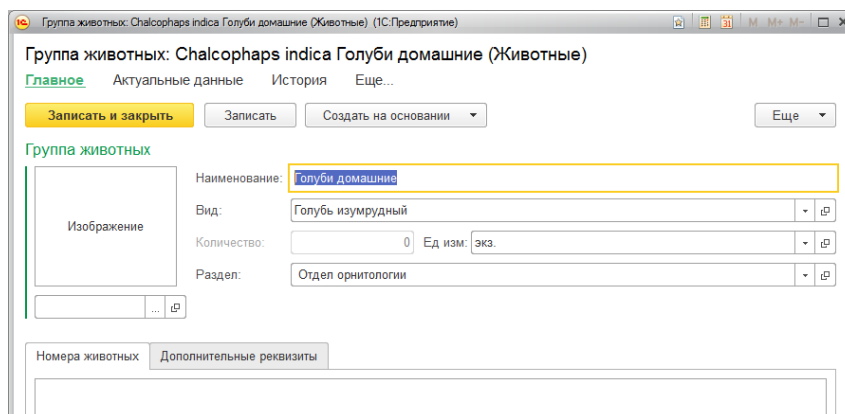 1С Группа животных: Chalcophaps indica Голуби домашние (Животные) (1С:Предприятие) 31 M M+ M-
Группа животных: Chalcophaps indica Голуби домашние (Животные)
Главное Актуальные данные История Еще...
Записать и закрыть Записать Создать на основании Еще
Группа животных
Наименование: Голуби домашние
Изображение
Вид: Голубь изумрудный
Количество: 0 Ед изм: экз.
Раздел: Отдел орнитологии
...
Номера животных Дополнительные реквизиты